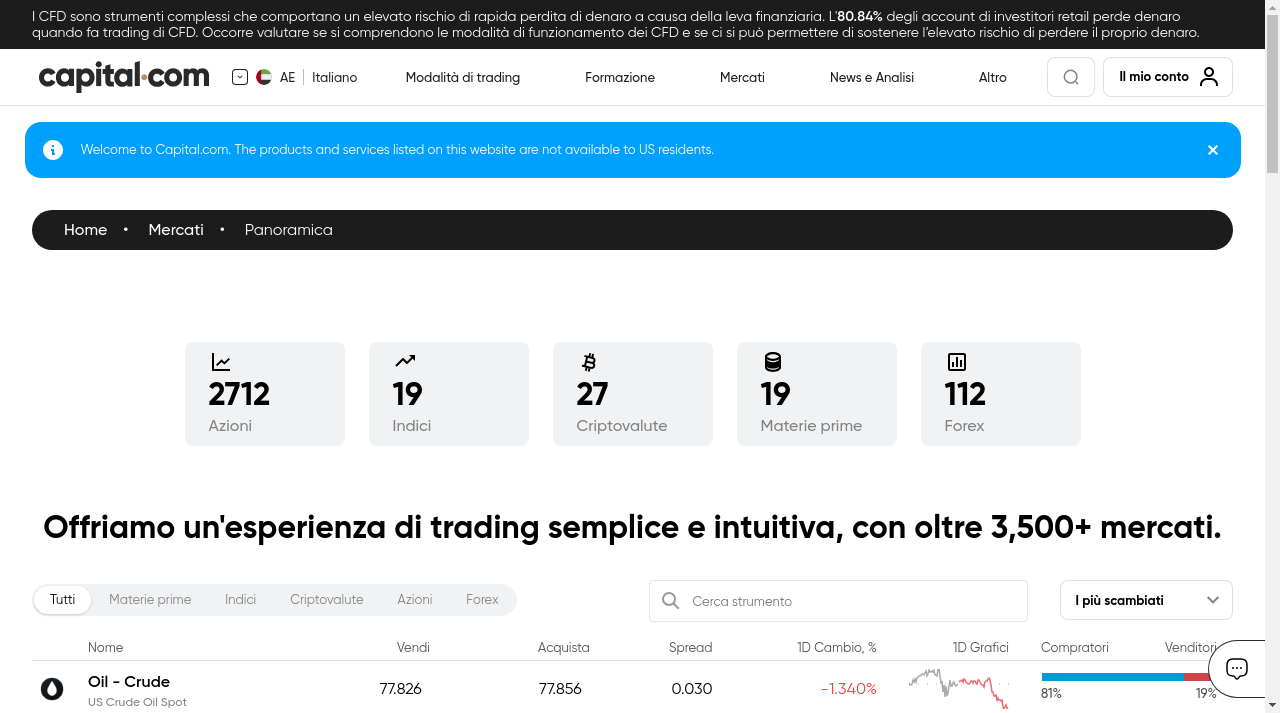 I CFD sono strumenti complessi che comportano un elevato rischio di rapida perdita di denaro a causa della leva finanziaria. L'80.84% degli account di investitori retail perde denaro
quando fa trading di CFD. Occorre valutare se si comprendono le modalità di funzionamento dei CFD e se ci si può permettere di sostenere l’elevato rischio di perdere il proprio denaro.
capital.com AE Italiano Modalità di trading Formazione Mercati News e Analisi Altro Il mio conto
Welcome to Capital.com. The products and services listed on this website are not available to US residents.
Home • Mercati • Panoramica
2712 19 27 19 112
Azioni Indici Criptovalute Materie prime Forex
Offriamo un'esperienza di trading semplice e intuitiva, con oltre 3,500+ mercati.
Tutti Materie prime Indici Criptovalute Azioni Forex Cerca strumento I più scambiati
Nome Vendi Acquista Spread 1D Cambio, % 1D Grafici Compratori Venditori
Oil - Crude 77.826 77.856 0.030 -1.340%
US Crude Oil Spot 81% 19%